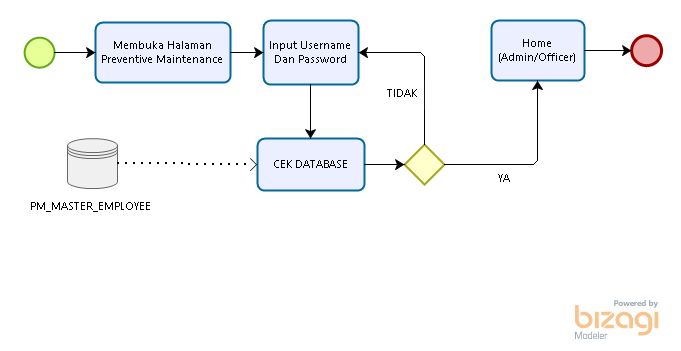 Membuka Halaman
Preventive Maintenance
Input Username
Dan Password
Home
(Admin/Officer)
TIDAK
CEK DATABASE
YA
PM_MASTER_EMPLOYEE
Powered by
bizagi
Modeler